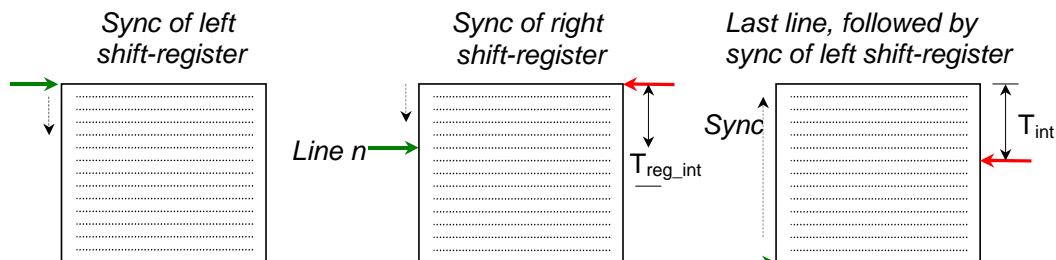 Sync of left
shift-register
Sync of right
shift-register
Last line, followed by
sync of left shift-register
Line n
T_reg_int
Sync
T_int